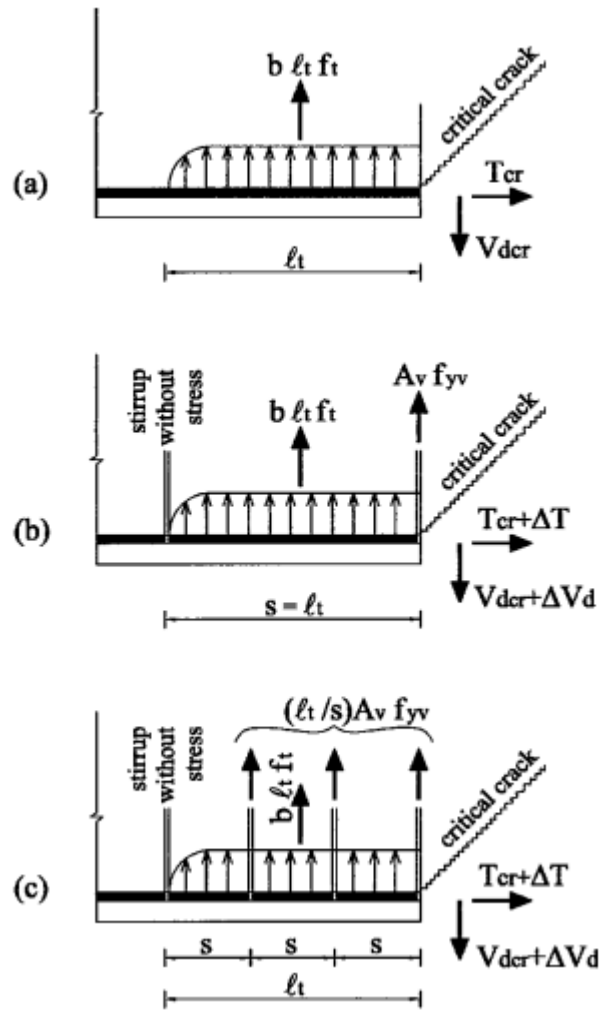 b ℓt ft
critical crack
(a)
Tcr
Vdcr
ℓt
stirrup
without
stress
Av fyv
b ℓt ft
critical crack
(b)
Tcr+ΔT
Vdcr+ΔVd
s = ℓt
(ℓt /s)Av fyv
stirrup
without
stress
b ℓt ft
critical crack
(c)
Tcr+ΔT
Vdcr+ΔVd
s s s
ℓt